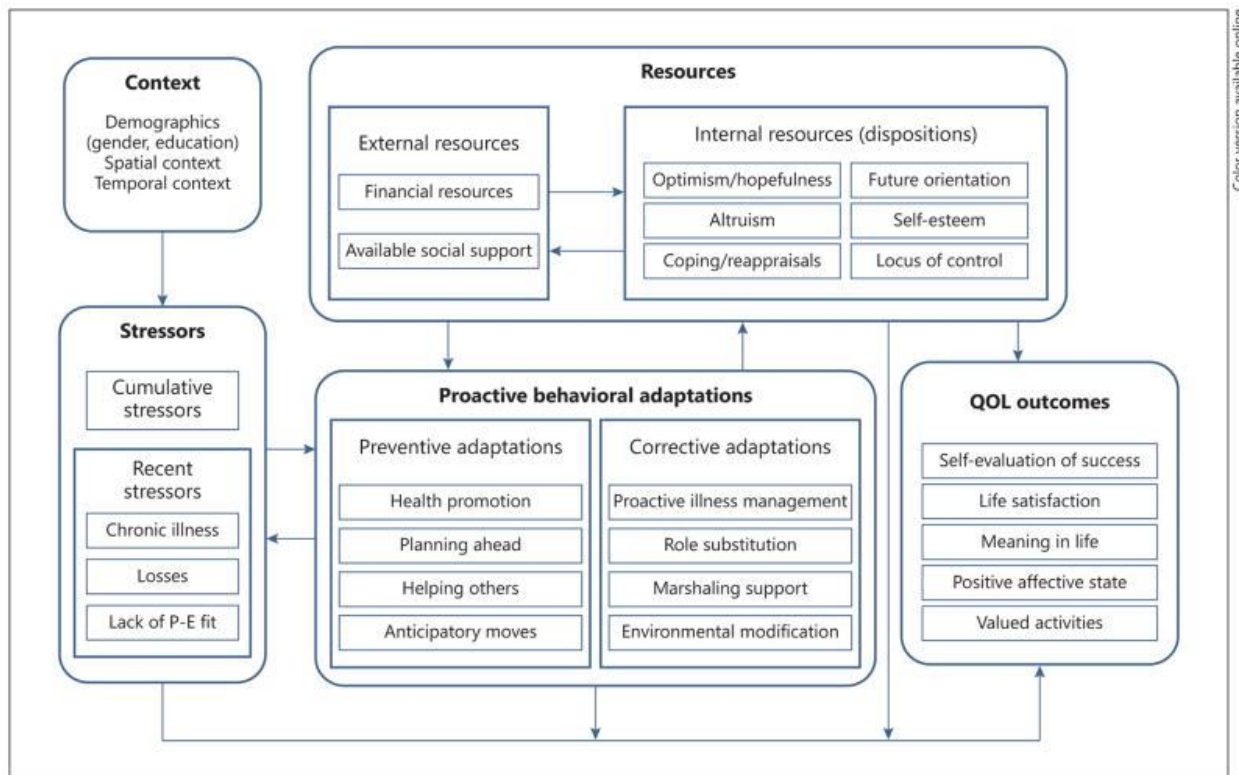 Context
Demographics
(gender, education)
Spatial context
Temporal context
Resources
External resources
Financial resources
Available social support
Internal resources (dispositions)
Optimism/hopefulness
Future orientation
Altruism
Self-esteem
Coping/reappraisals
Locus of control
Stressors
Cumulative
stressors
Recent
stressors
Chronic illness
Losses
Lack of P-E fit
Proactive behavioral adaptations
Preventive adaptations
Health promotion
Planning ahead
Helping others
Anticipatory moves
Corrective adaptations
Proactive illness management
Role substitution
Marshaling support
Environmental modification
QOL outcomes
Self-evaluation of success
Life satisfaction
Meaning in life
Positive affective state
Valued activities
Color version available online